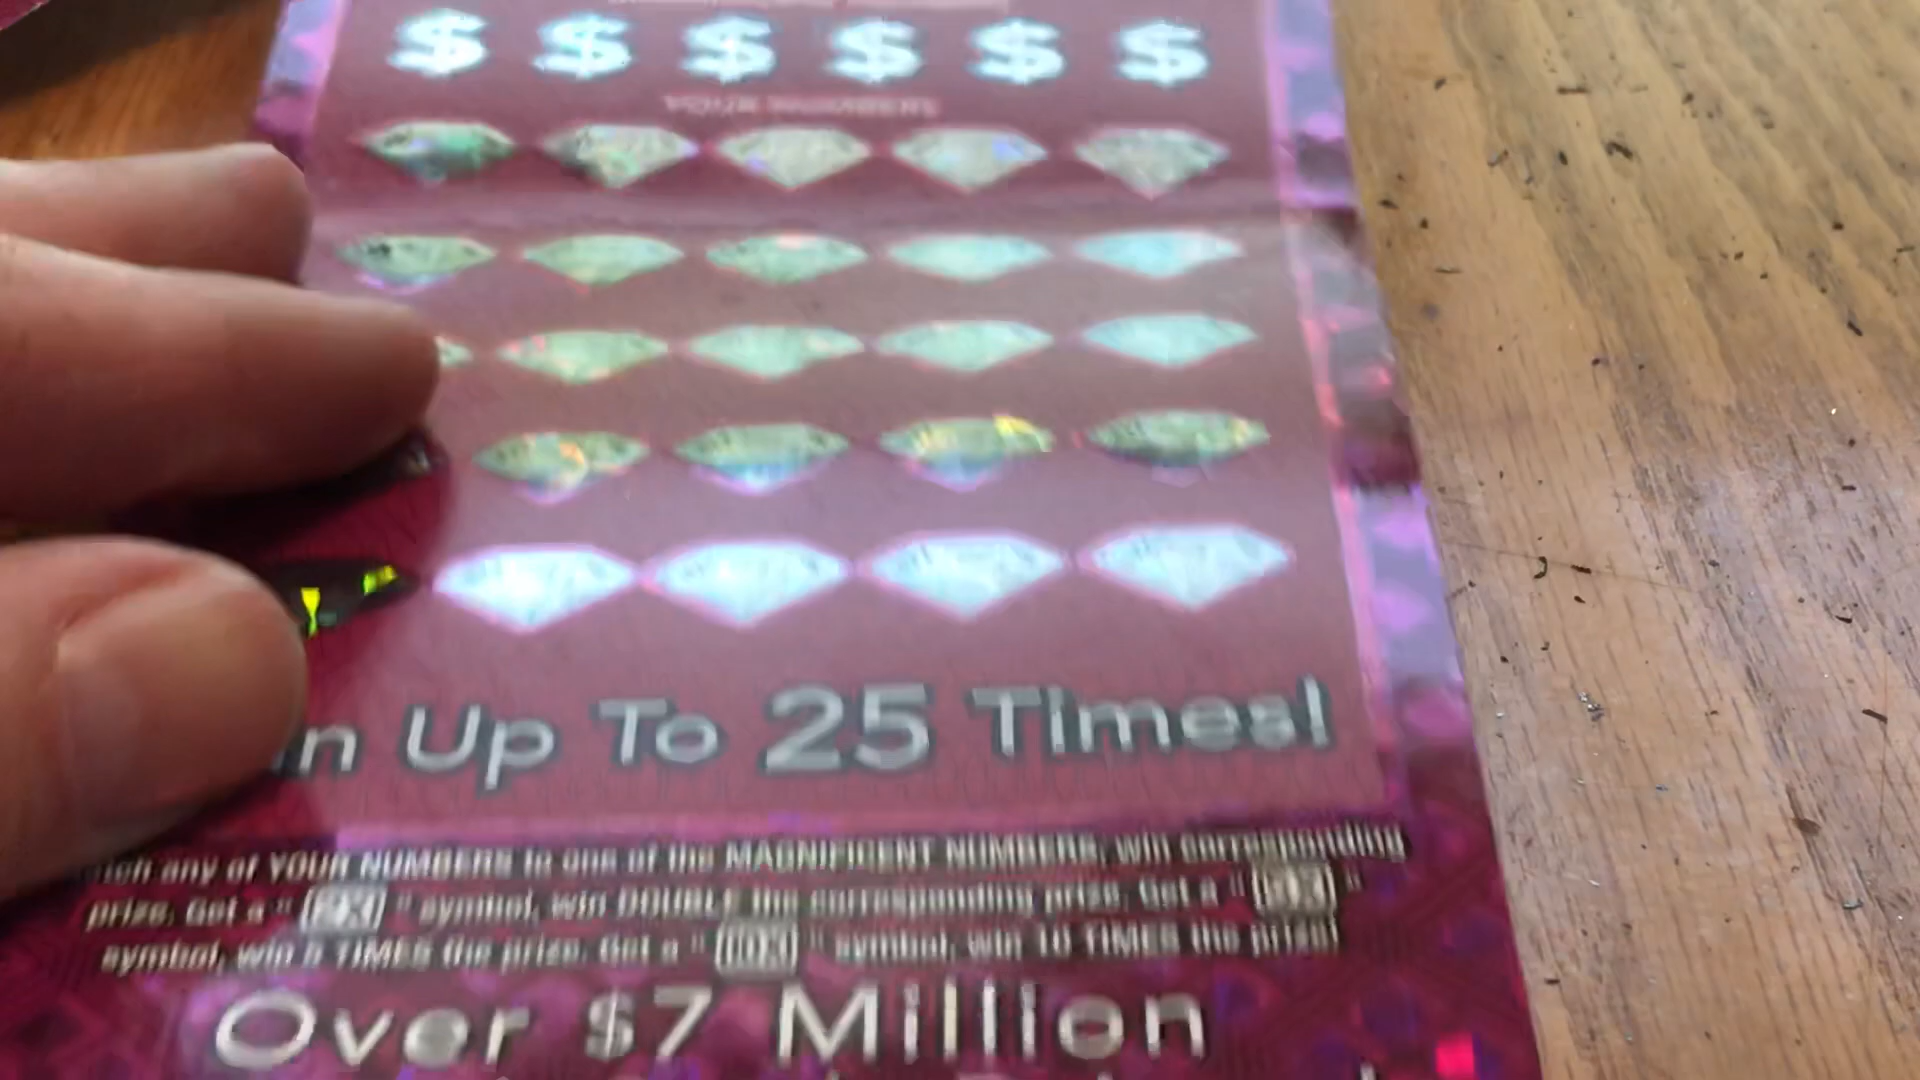 $ $ $ $ $ $
YOUR NUMBERS
n Up To 25 Times!
any of YOUR NUMBERS to one of the MAGNIFICENT NUMBERS, win corresponding
prize. Get a " " symbol, win DOUBLE the corresponding prize. Get a " "
symbol, win 5 TIMES the prize. Get a " 10X " symbol, win 10 TIMES the prize!
Over $7 Million